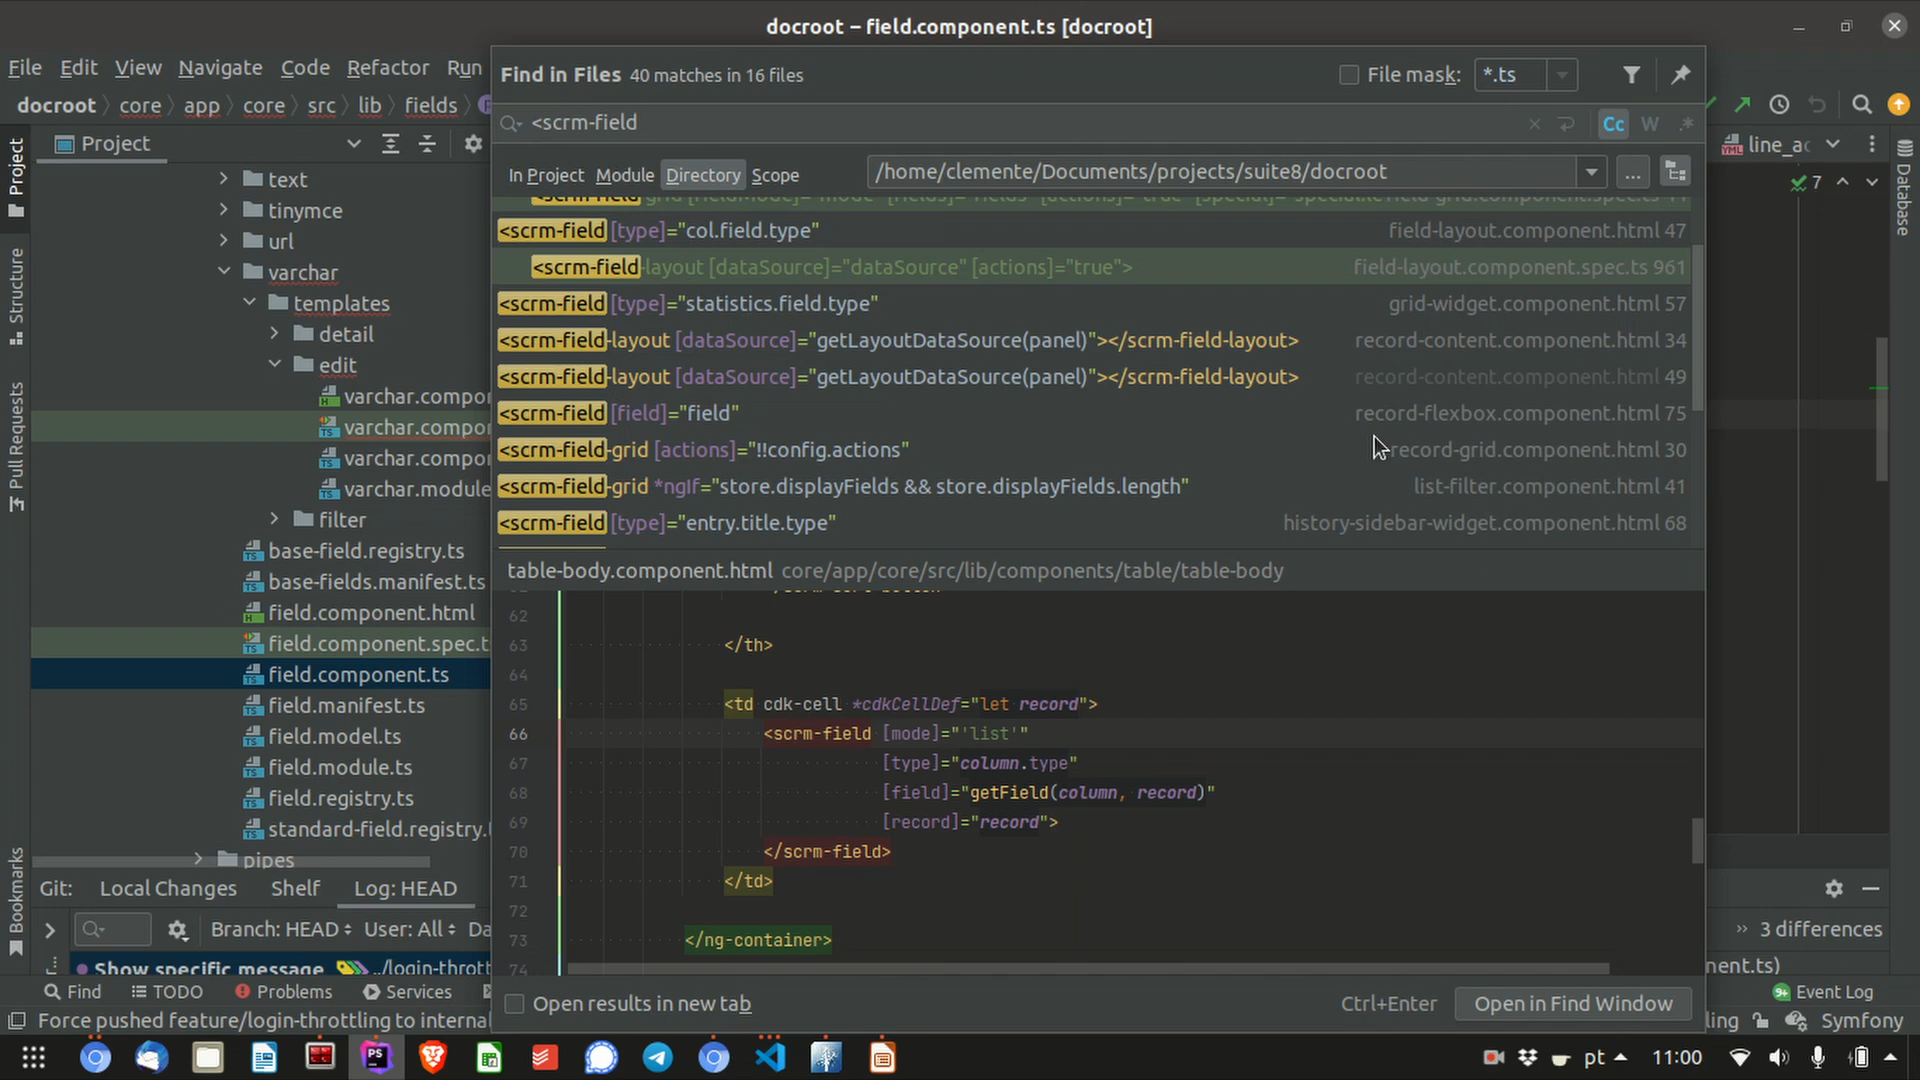 docroot – field.component.ts [docroot]
File Edit View Navigate Code Refactor Run
docroot core app core src lib fields
Project
text
tinymce
url
varchar
templates
detail
edit
varchar.compo
varchar.compo
varchar.compo
varchar.module
filter
base-field.registry.ts
base-fields.manifest.ts
field.component.html
field.component.spec.t
field.component.ts
field.manifest.ts
field.model.ts
field.module.ts
field.registry.ts
standard-field.registry.t
pipes
Project
Structure
Pull Requests
Bookmarks
Find in Files 40 matches in 16 files
File mask: *.ts
<scrm-field
Cc W .*
In Project Module Directory Scope /home/clemente/Documents/projects/suite8/docroot ...
<scrm-field [type]="col.field.type" field-layout.component.html 47
<scrm-field-layout [dataSource]="dataSource" [actions]="true"> field-layout.component.spec.ts 961
<scrm-field [type]="statistics.field.type" grid-widget.component.html 57
<scrm-field-layout [dataSource]="getLayoutDataSource(panel)"></scrm-field-layout> record-content.component.html 34
<scrm-field-layout [dataSource]="getLayoutDataSource(panel)"></scrm-field-layout> record-content.component.html 49
<scrm-field [field]="field" record-flexbox.component.html 75
<scrm-field-grid [actions]="!!config.actions" record-grid.component.html 30
<scrm-field-grid *ngIf="store.displayFields && store.displayFields.length" list-filter.component.html 41
<scrm-field [type]="entry.title.type" history-sidebar-widget.component.html 68
table-body.component.html core/app/core/src/lib/components/table/table-body
62
63 </th>
64
65 <td cdk-cell *cdkCellDef="let record">
66 <scrm-field [mode]="'list'"
67 [type]="column.type"
68 [field]="getField(column, record)"
69 [record]="record">
70 </scrm-field>
71 </td>
72
73 </ng-container>
74
Open results in new tab Ctrl+Enter Open in Find Window
line_ac
7
Database
Git: Local Changes Shelf Log: HEAD
Branch: HEAD User: All Da
3 differences
Show specific message ../login-thrott
nent.ts)
Find TODO Problems Services
Event Log
Force pushed feature/login-throttling to interna
ling Symfony
pt 11:00